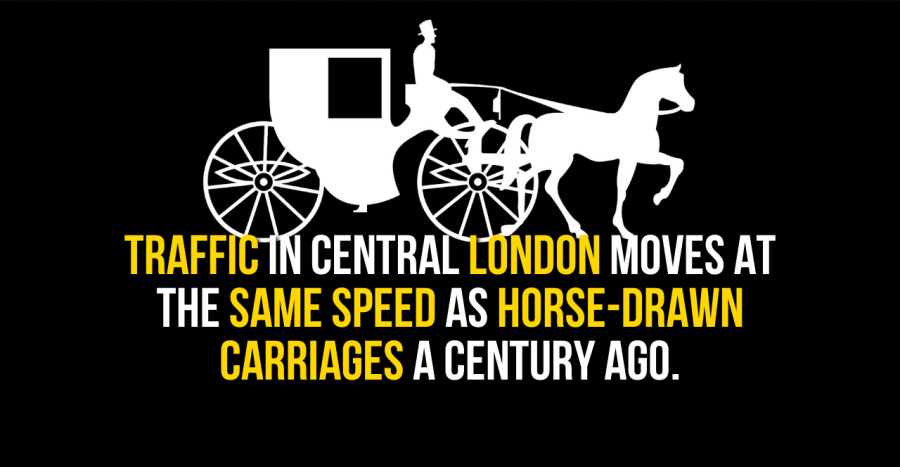 TRAFFIC IN CENTRAL LONDON MOVES AT
THE SAME SPEED AS HORSE-DRAWN
CARRIAGES A CENTURY AGO.